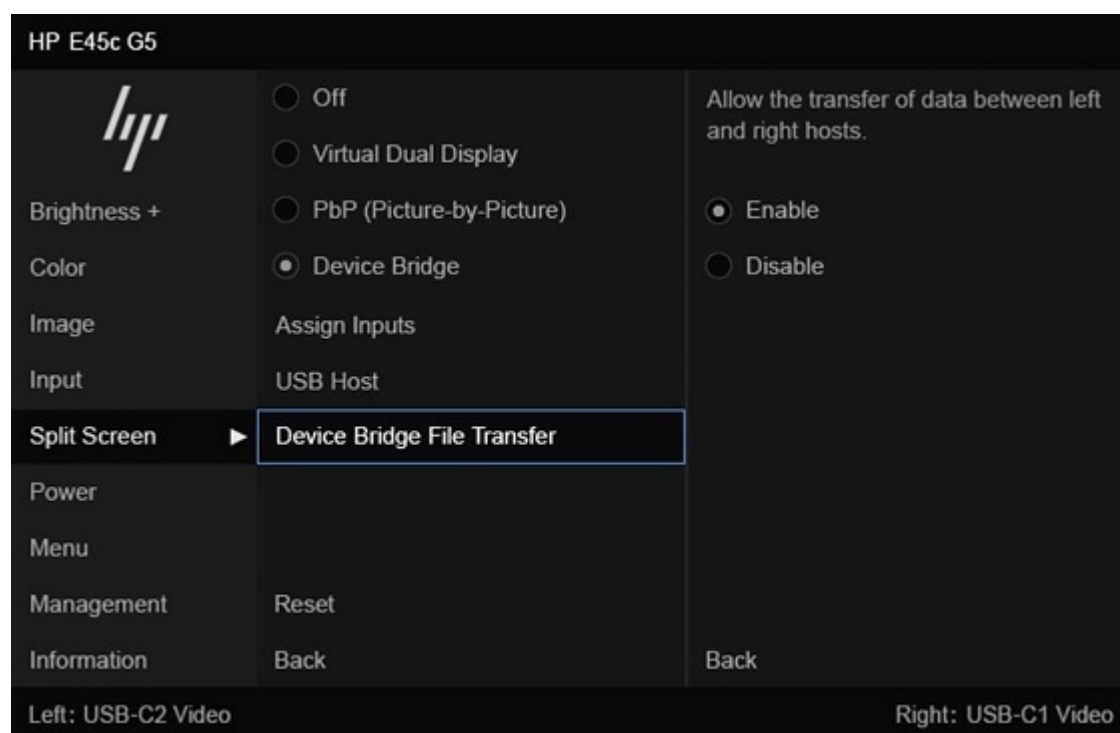 HP E45c G5
hp
Brightness +
Color
Image
Input
Split Screen
Power
Menu
Management
Information
Off
Virtual Dual Display
PbP (Picture-by-Picture)
Device Bridge
Assign Inputs
USB Host
Device Bridge File Transfer
Reset
Back
Allow the transfer of data between left
and right hosts.
Enable
Disable
Back
Left: USB-C2 Video
Right: USB-C1 Video